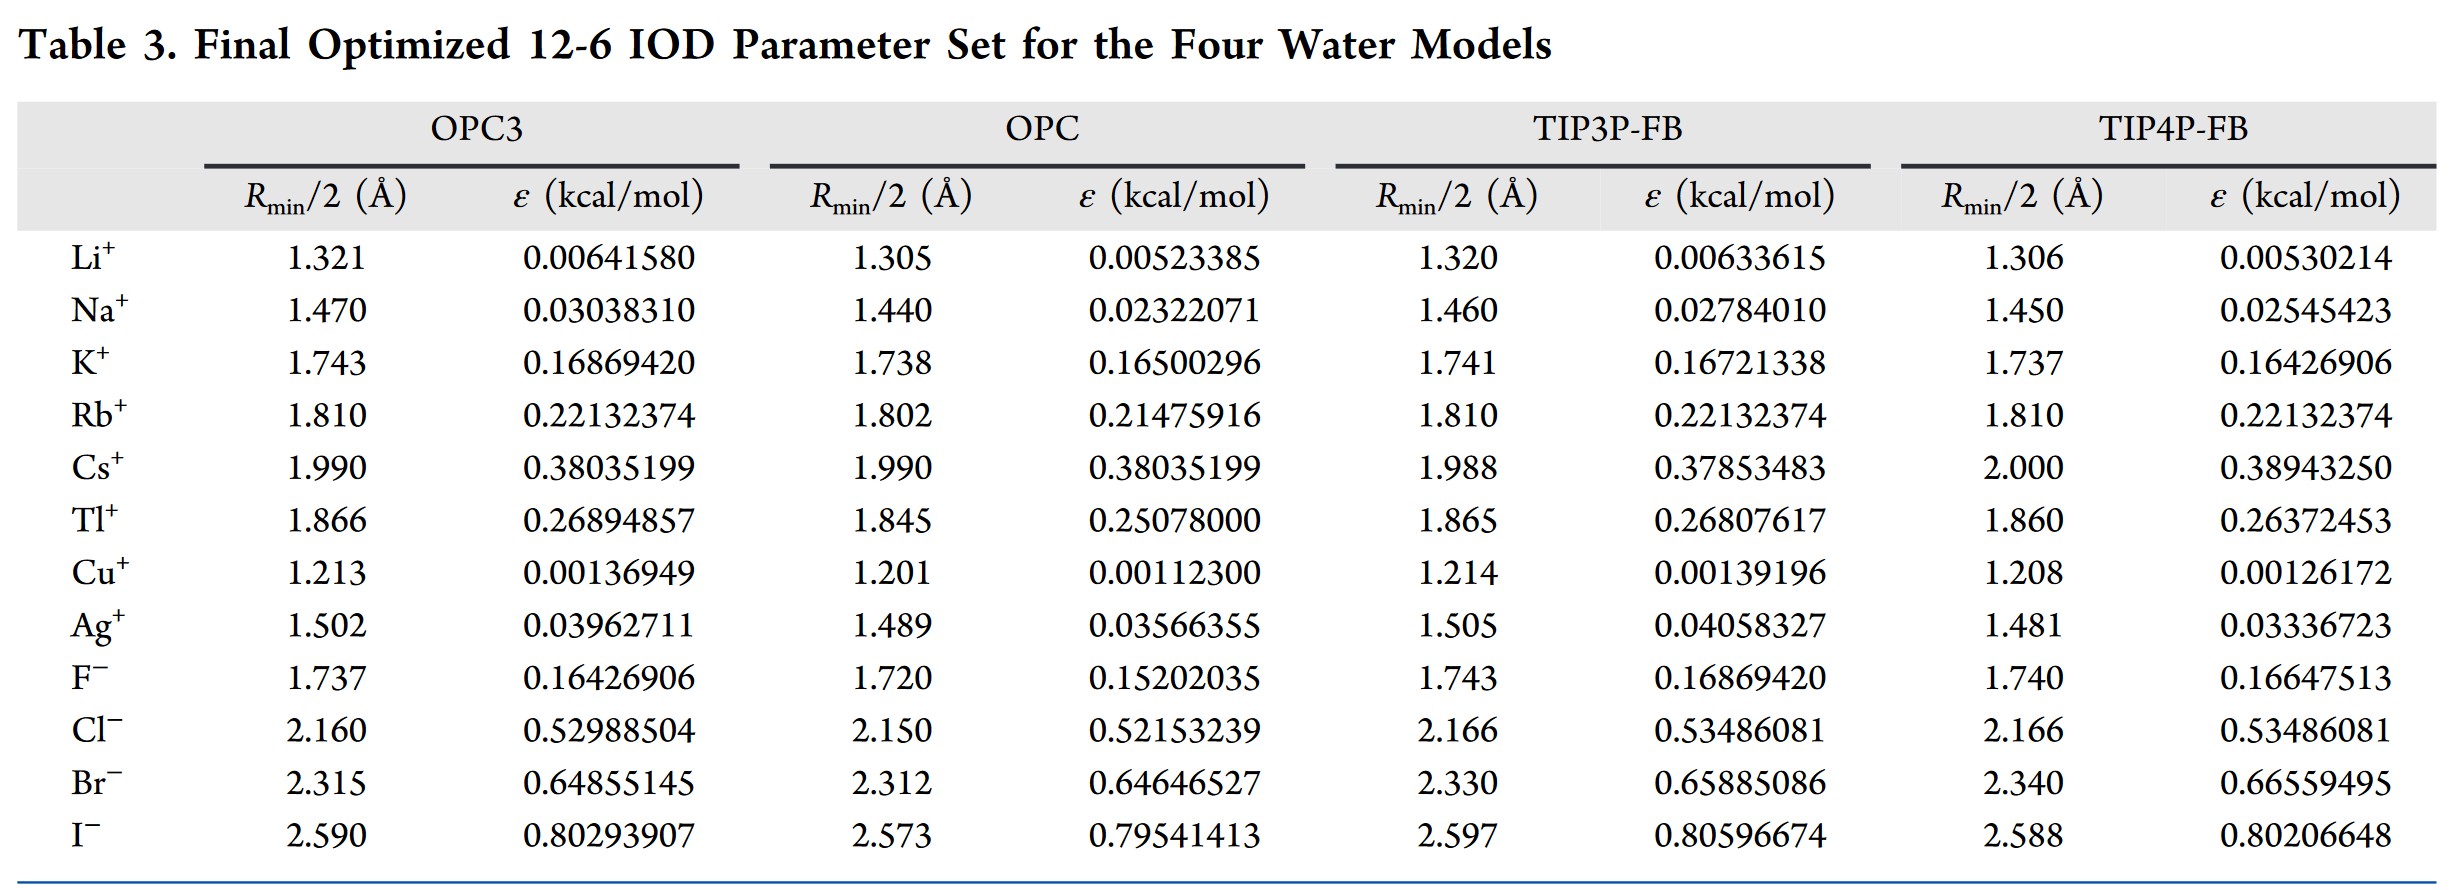 Table 3. Final Optimized 12-6 IOD Parameter Set for the Four Water Models
OPC3 OPC TIP3P-FB TIP4P-FB
Rmin/2 (Å) ε (kcal/mol) Rmin/2 (Å) ε (kcal/mol) Rmin/2 (Å) ε (kcal/mol) Rmin/2 (Å) ε (kcal/mol)
Li⁺ 1.321 0.00641580 1.305 0.00523385 1.320 0.00633615 1.306 0.00530214
Na⁺ 1.470 0.03038310 1.440 0.02322071 1.460 0.02784010 1.450 0.02545423
K⁺ 1.743 0.16869420 1.738 0.16500296 1.741 0.16721338 1.737 0.16426906
Rb⁺ 1.810 0.22132374 1.802 0.21475916 1.810 0.22132374 1.810 0.22132374
Cs⁺ 1.990 0.38035199 1.990 0.38035199 1.988 0.37853483 2.000 0.38943250
Tl⁺ 1.866 0.26894857 1.845 0.25078000 1.865 0.26807617 1.860 0.26372453
Cu⁺ 1.213 0.00136949 1.201 0.00112300 1.214 0.00139196 1.208 0.00126172
Ag⁺ 1.502 0.03962711 1.489 0.03566355 1.505 0.04058327 1.481 0.03336723
F⁻ 1.737 0.16426906 1.720 0.15202035 1.743 0.16869420 1.740 0.16647513
Cl⁻ 2.160 0.52988504 2.150 0.52153239 2.166 0.53486081 2.166 0.53486081
Br⁻ 2.315 0.64855145 2.312 0.64646527 2.330 0.65885086 2.340 0.66559495
I⁻ 2.590 0.80293907 2.573 0.79541413 2.597 0.80596674 2.588 0.80206648